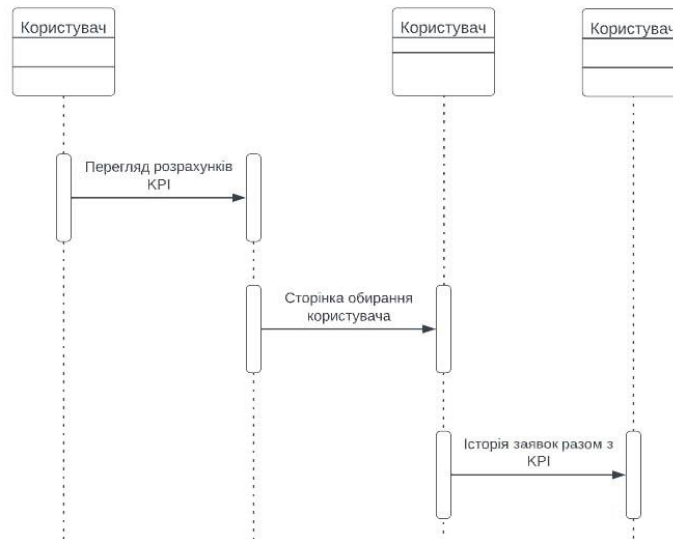 Користувач
Користувач
Користувач
Перегляд розрахунків
KPI
Сторінка обирання
користувача
Історія заявок разом з
KPI